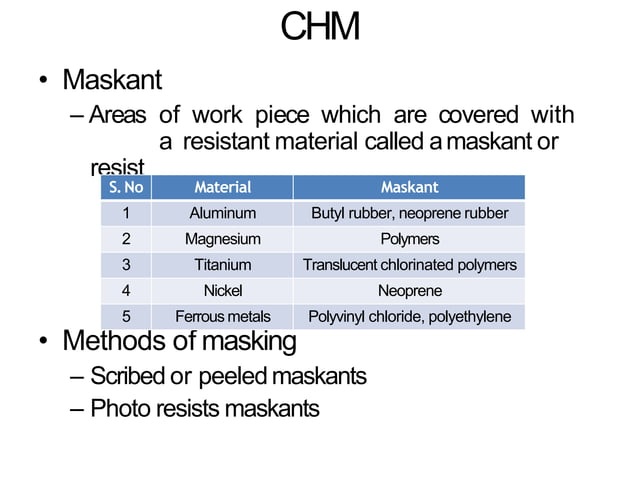 CHM
• Maskant
– Areas of work piece which are covered with
a resistant material called a maskant or
resist
S. No Material Maskant
1 Aluminum Butyl rubber, neoprene rubber
2 Magnesium Polymers
3 Titanium Translucent chlorinated polymers
4 Nickel Neoprene
5 Ferrous metals Polyvinyl chloride, polyethylene
• Methods of masking
– Scribed or peeled maskants
– Photo resists maskants